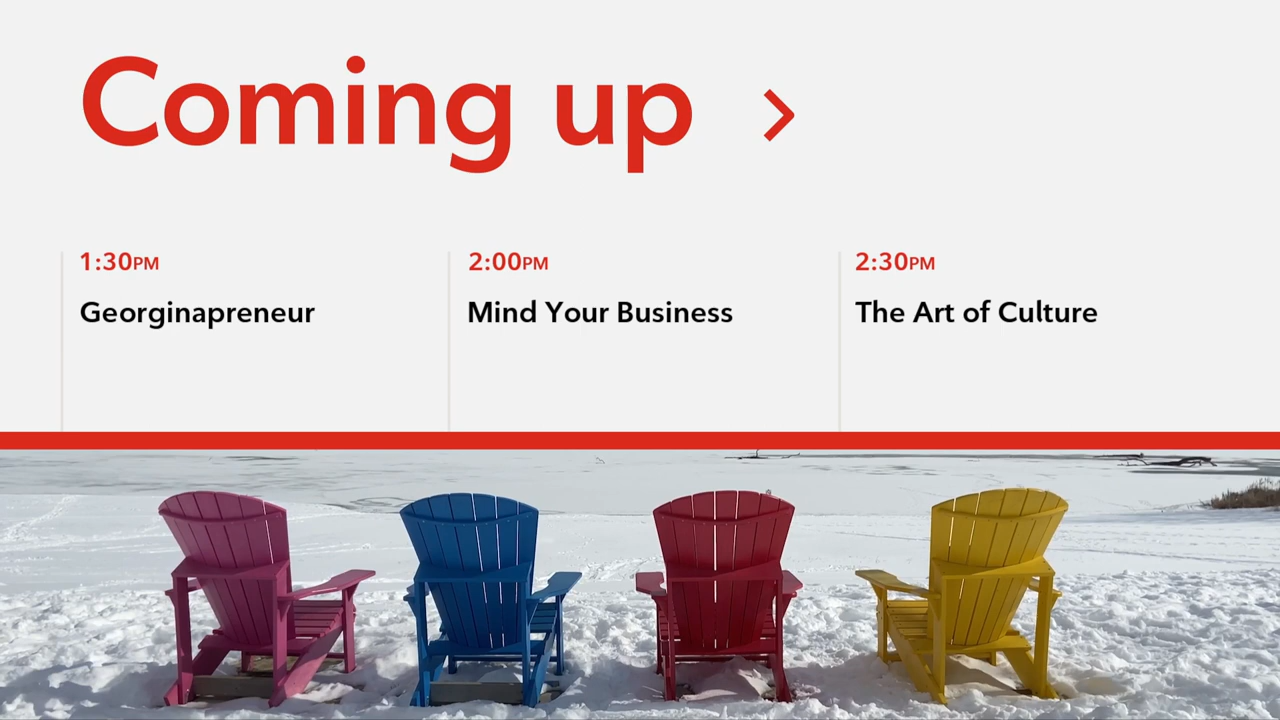 Coming up >
1:30PM
Georginapreneur
2:00PM
Mind Your Business
2:30PM
The Art of Culture